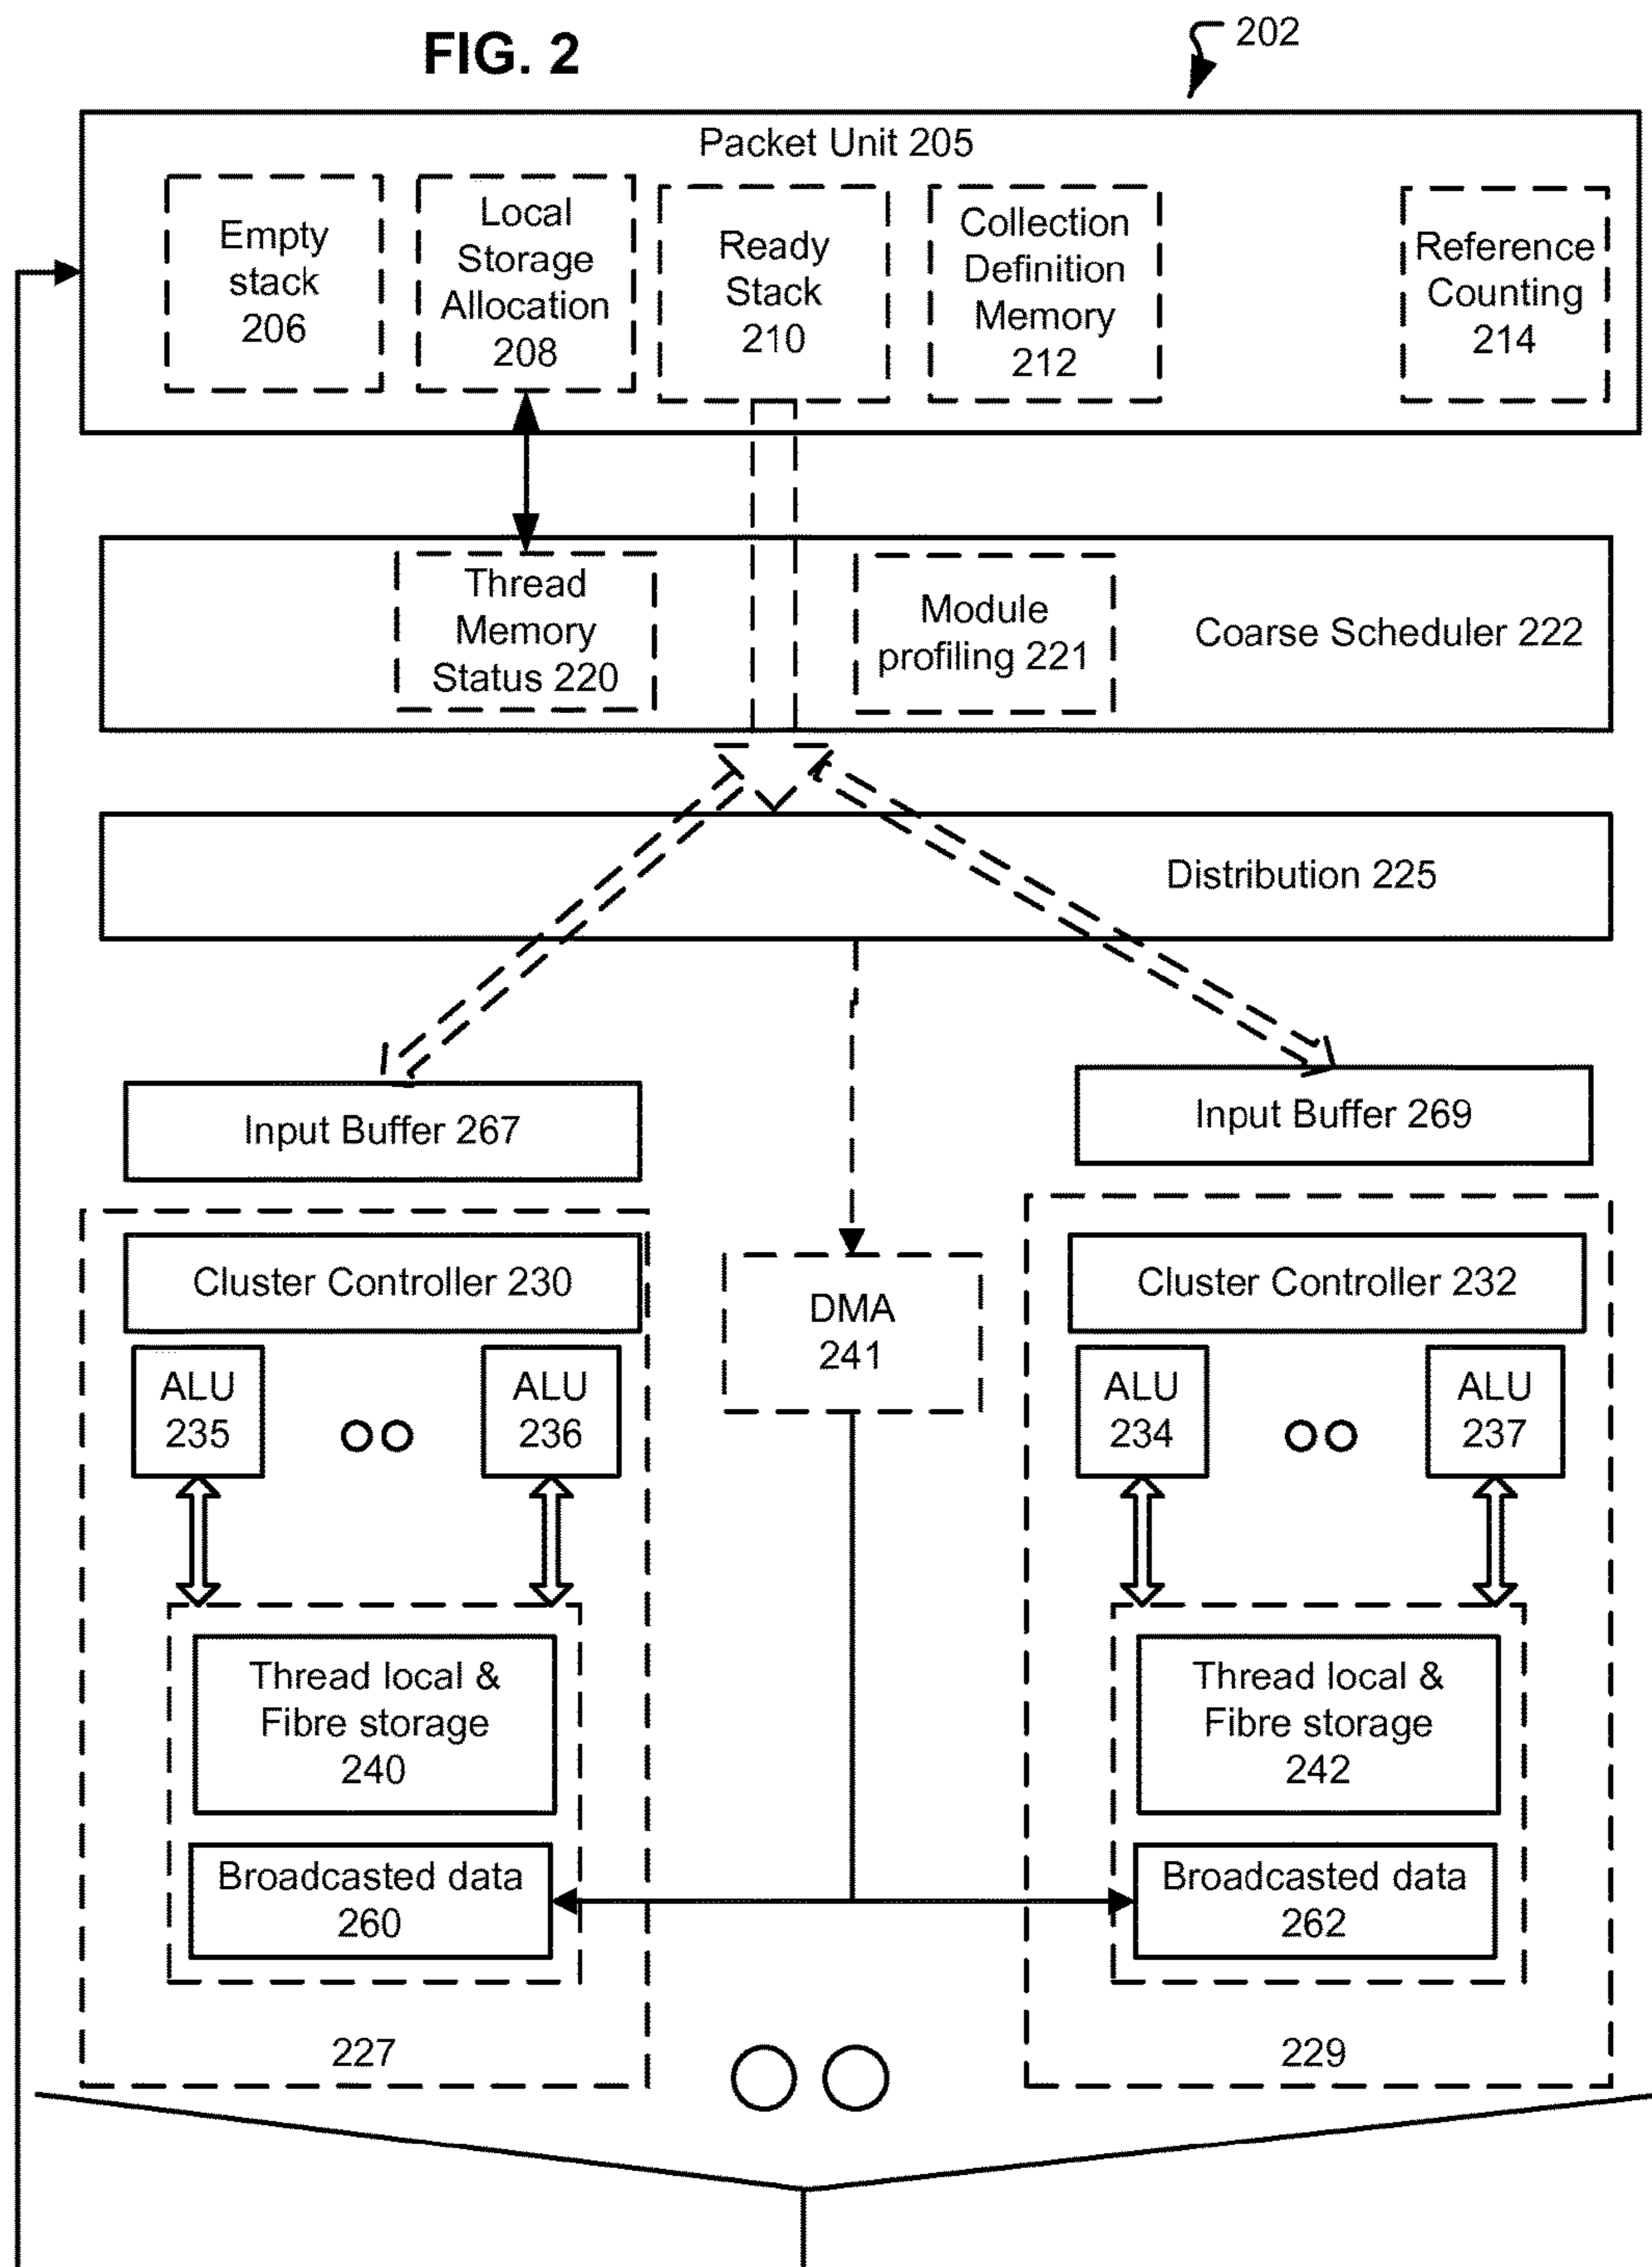 FIG. 2
202
Packet Unit 205
Empty
stack
206
Local
Storage
Allocation
208
Ready
Stack
210
Collection
Definition
Memory
212
Reference
Counting
214
Thread
Memory
Status 220
Module
profiling 221
Coarse Scheduler 222
Distribution 225
Input Buffer 267
Input Buffer 269
Cluster Controller 230
DMA
241
Cluster Controller 232
ALU
235
ALU
236
ALU
234
ALU
237
Thread local &
Fibre storage
240
Thread local &
Fibre storage
242
Broadcasted data
260
Broadcasted data
262
227
229